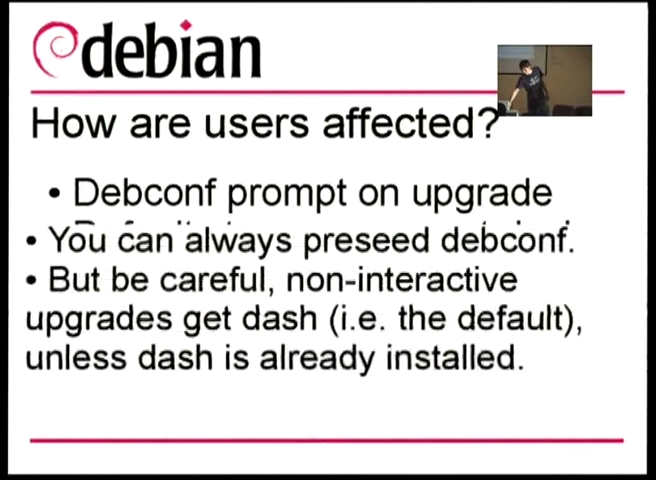 debian
How are users affected?
• Debconf prompt on upgrade
• You can always preseed debconf.
• But be careful, non-interactive
upgrades get dash (i.e. the default),
unless dash is already installed.